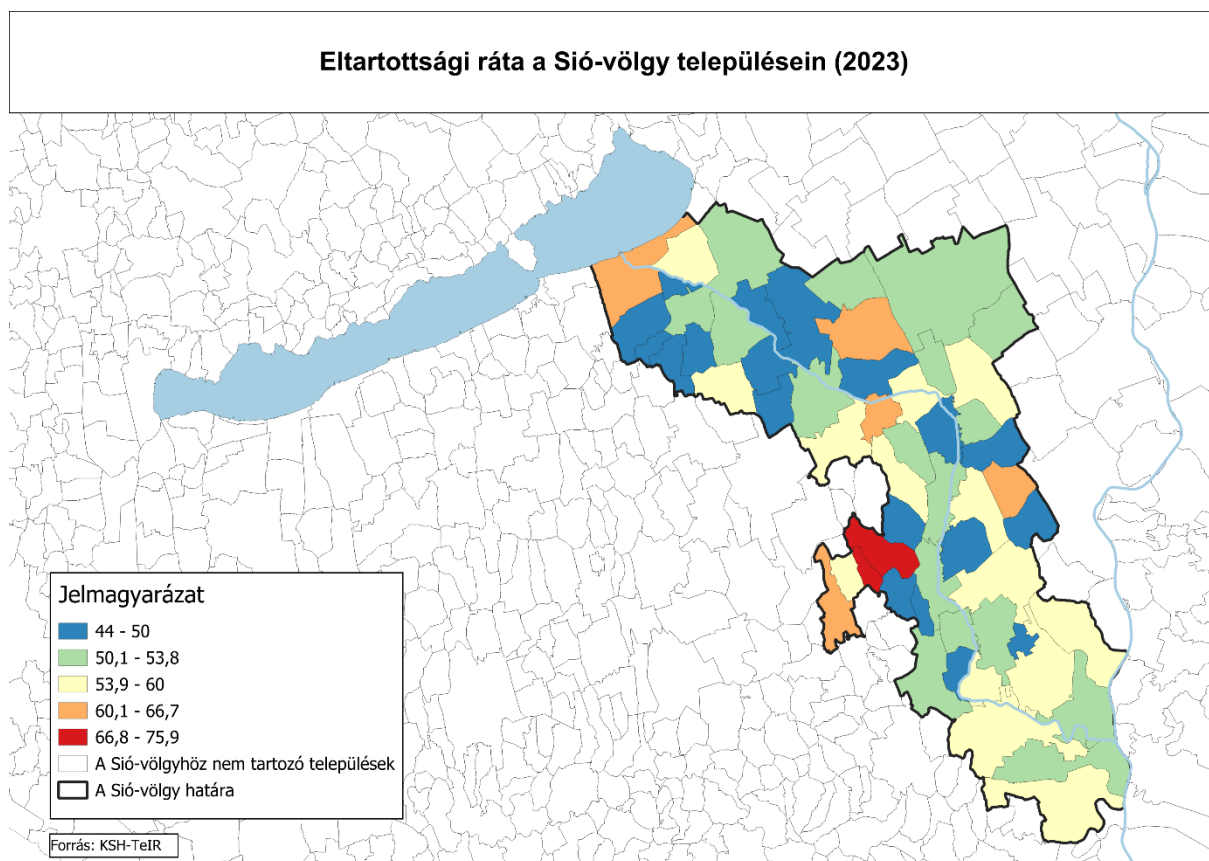 Eltartottsági ráta a Sió-völgy településein (2023)
Jelmagyarázat
44 - 50
50,1 - 53,8
53,9 - 60
60,1 - 66,7
66,8 - 75,9
A Sió-völgyhöz nem tartozó települések
A Sió-völgy határa
Forrás: KSH-TeIR